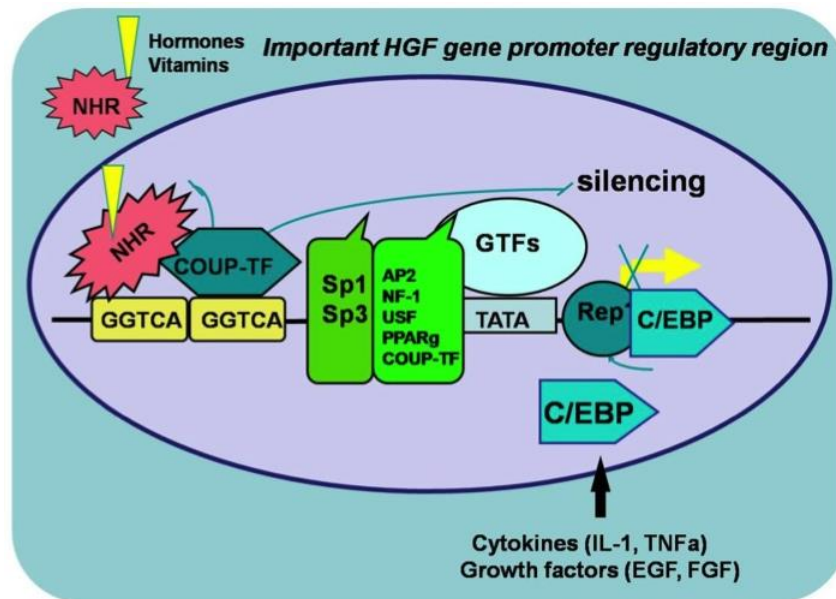 Hormones
Vitamins
Important HGF gene promoter regulatory region
NHR
silencing
NHR
COUP-TF
GTFs
Sp1
Sp3
AP2
NF-1
USF
PPARg
COUP-TF
GGTCA
GGTCA
TATA
Rep
C/EBP
C/EBP
Cytokines (IL-1, TNFa)
Growth factors (EGF, FGF)